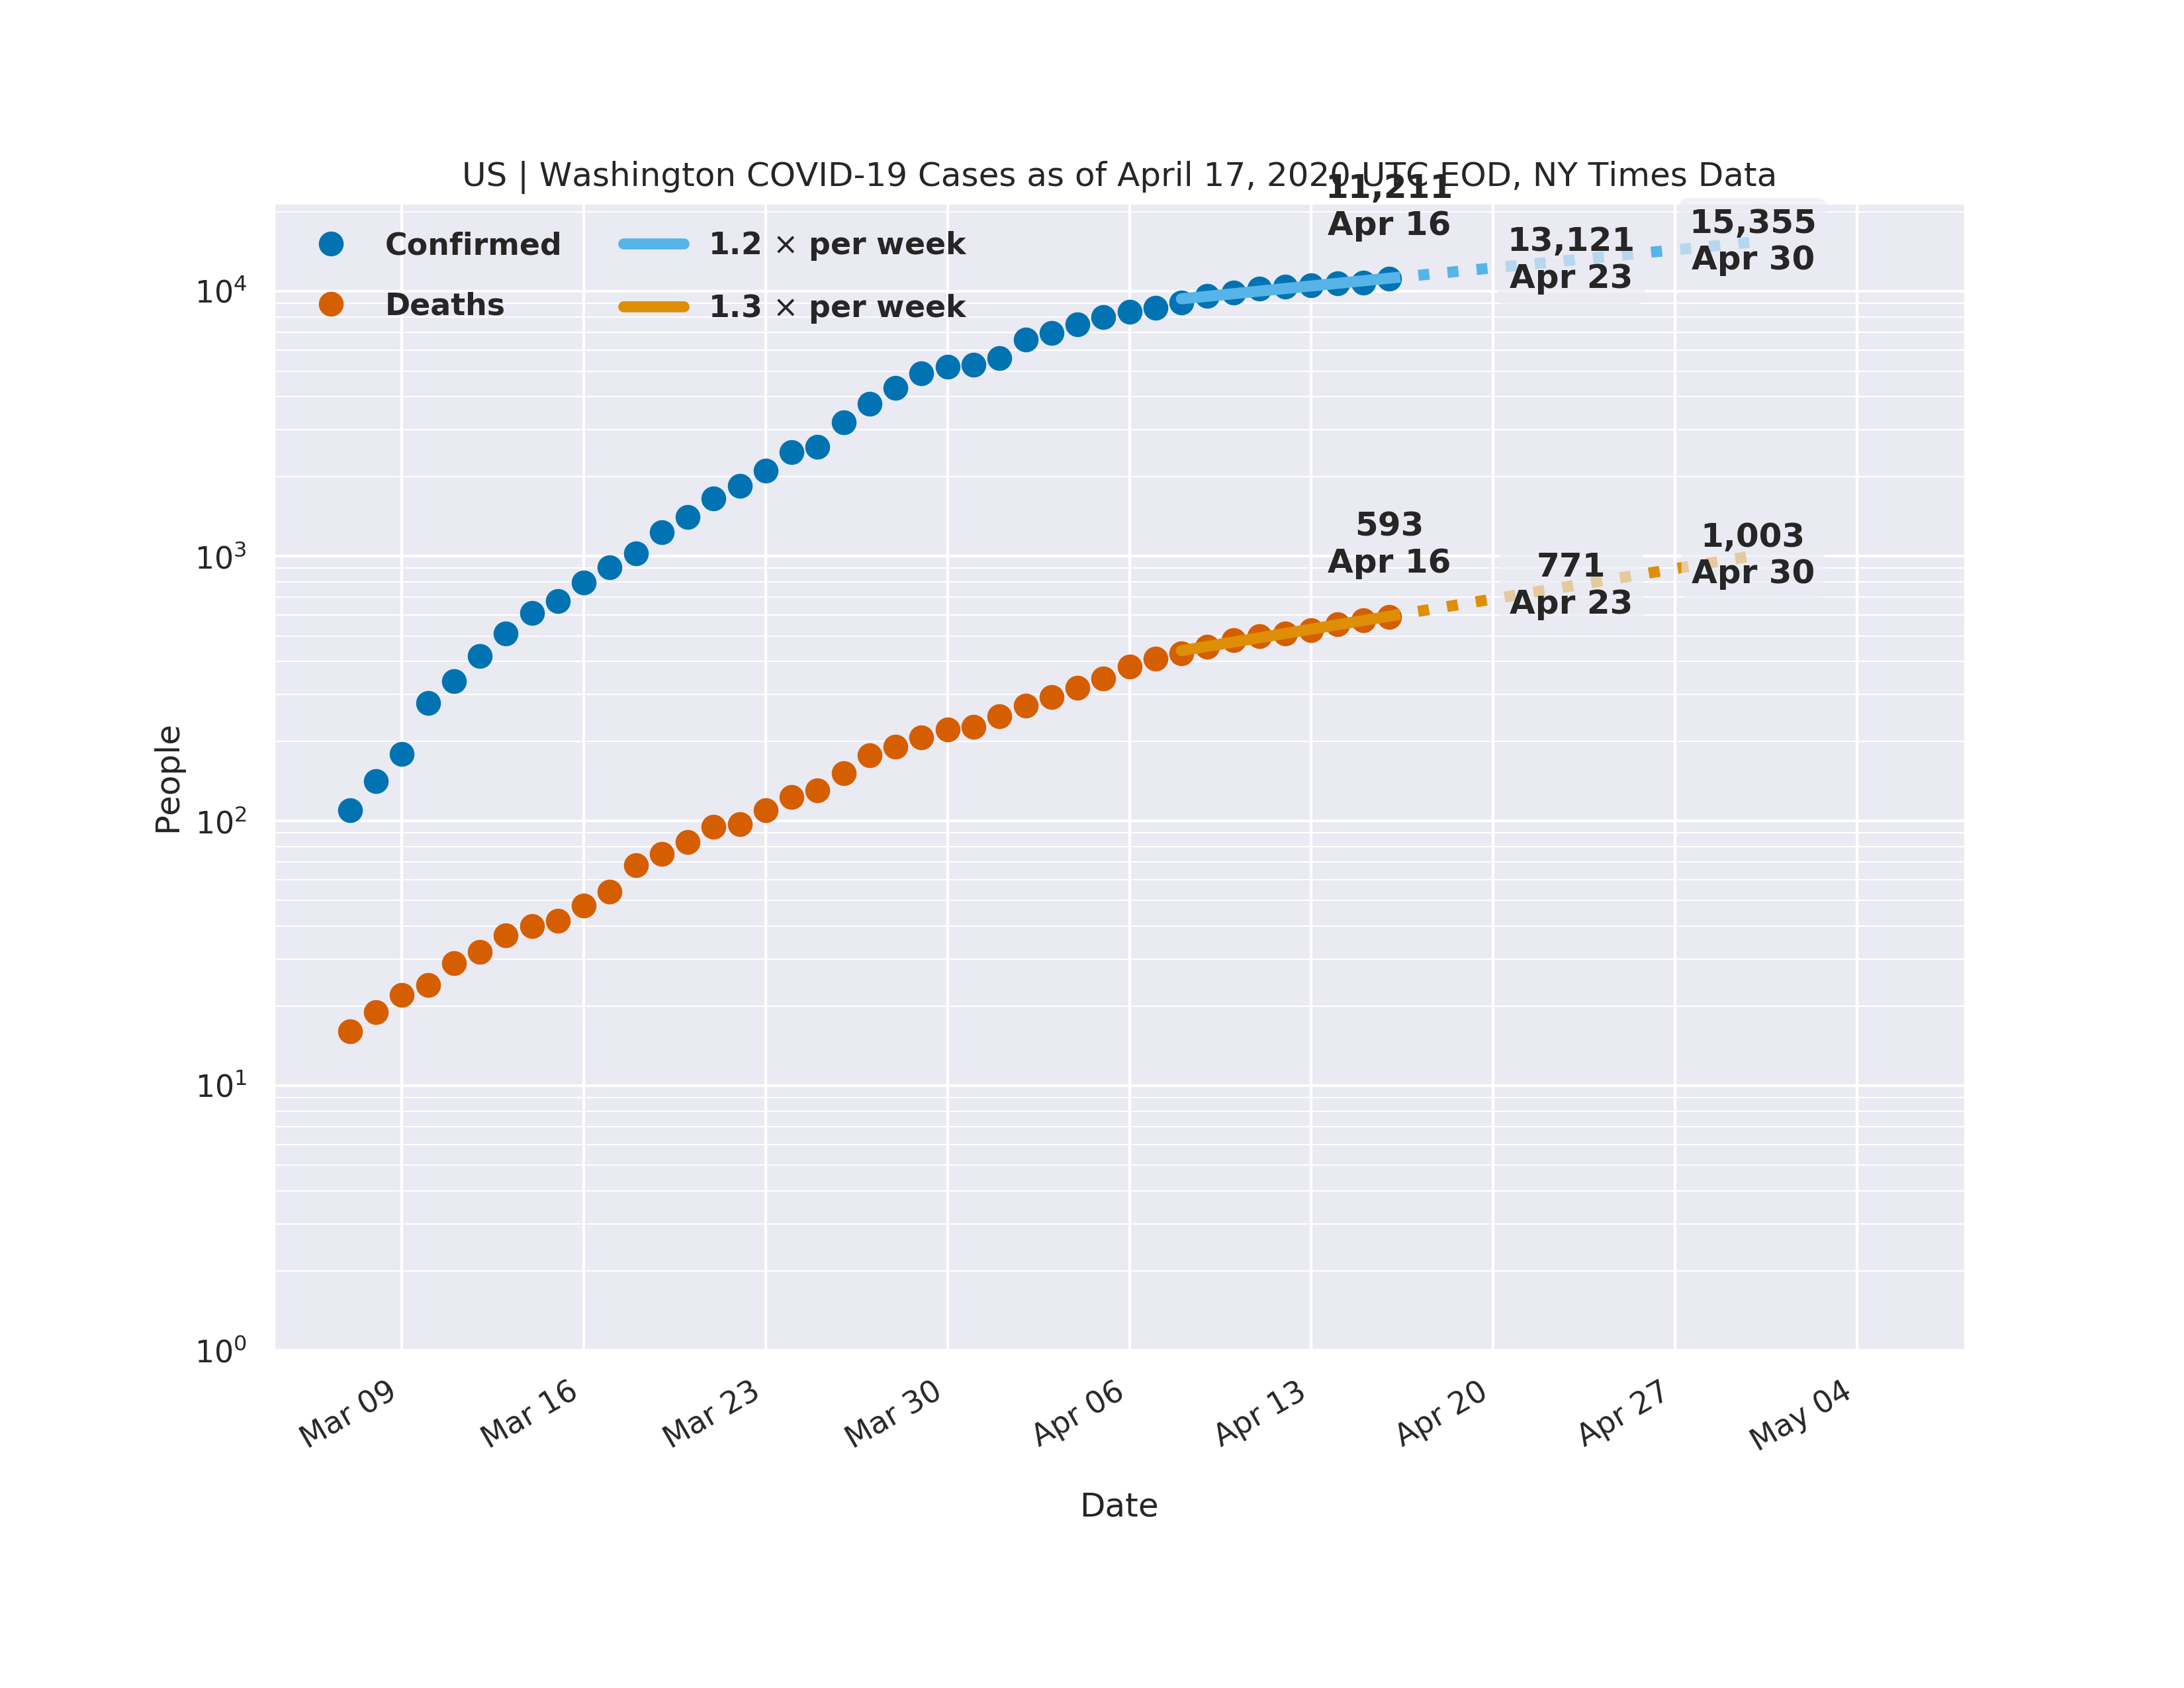 US | Washington COVID-19 Cases as of April 17, 2020 UTC EOD, NY Times Data
Confirmed
Deaths
1.2 × per week
1.3 × per week
11,211
Apr 16
13,121
Apr 23
15,355
Apr 30
593
Apr 16
771
Apr 23
1,003
Apr 30
People
10⁴
10³
10²
10¹
10⁰
Mar 09
Mar 16
Mar 23
Mar 30
Apr 06
Apr 13
Apr 20
Apr 27
May 04
Date